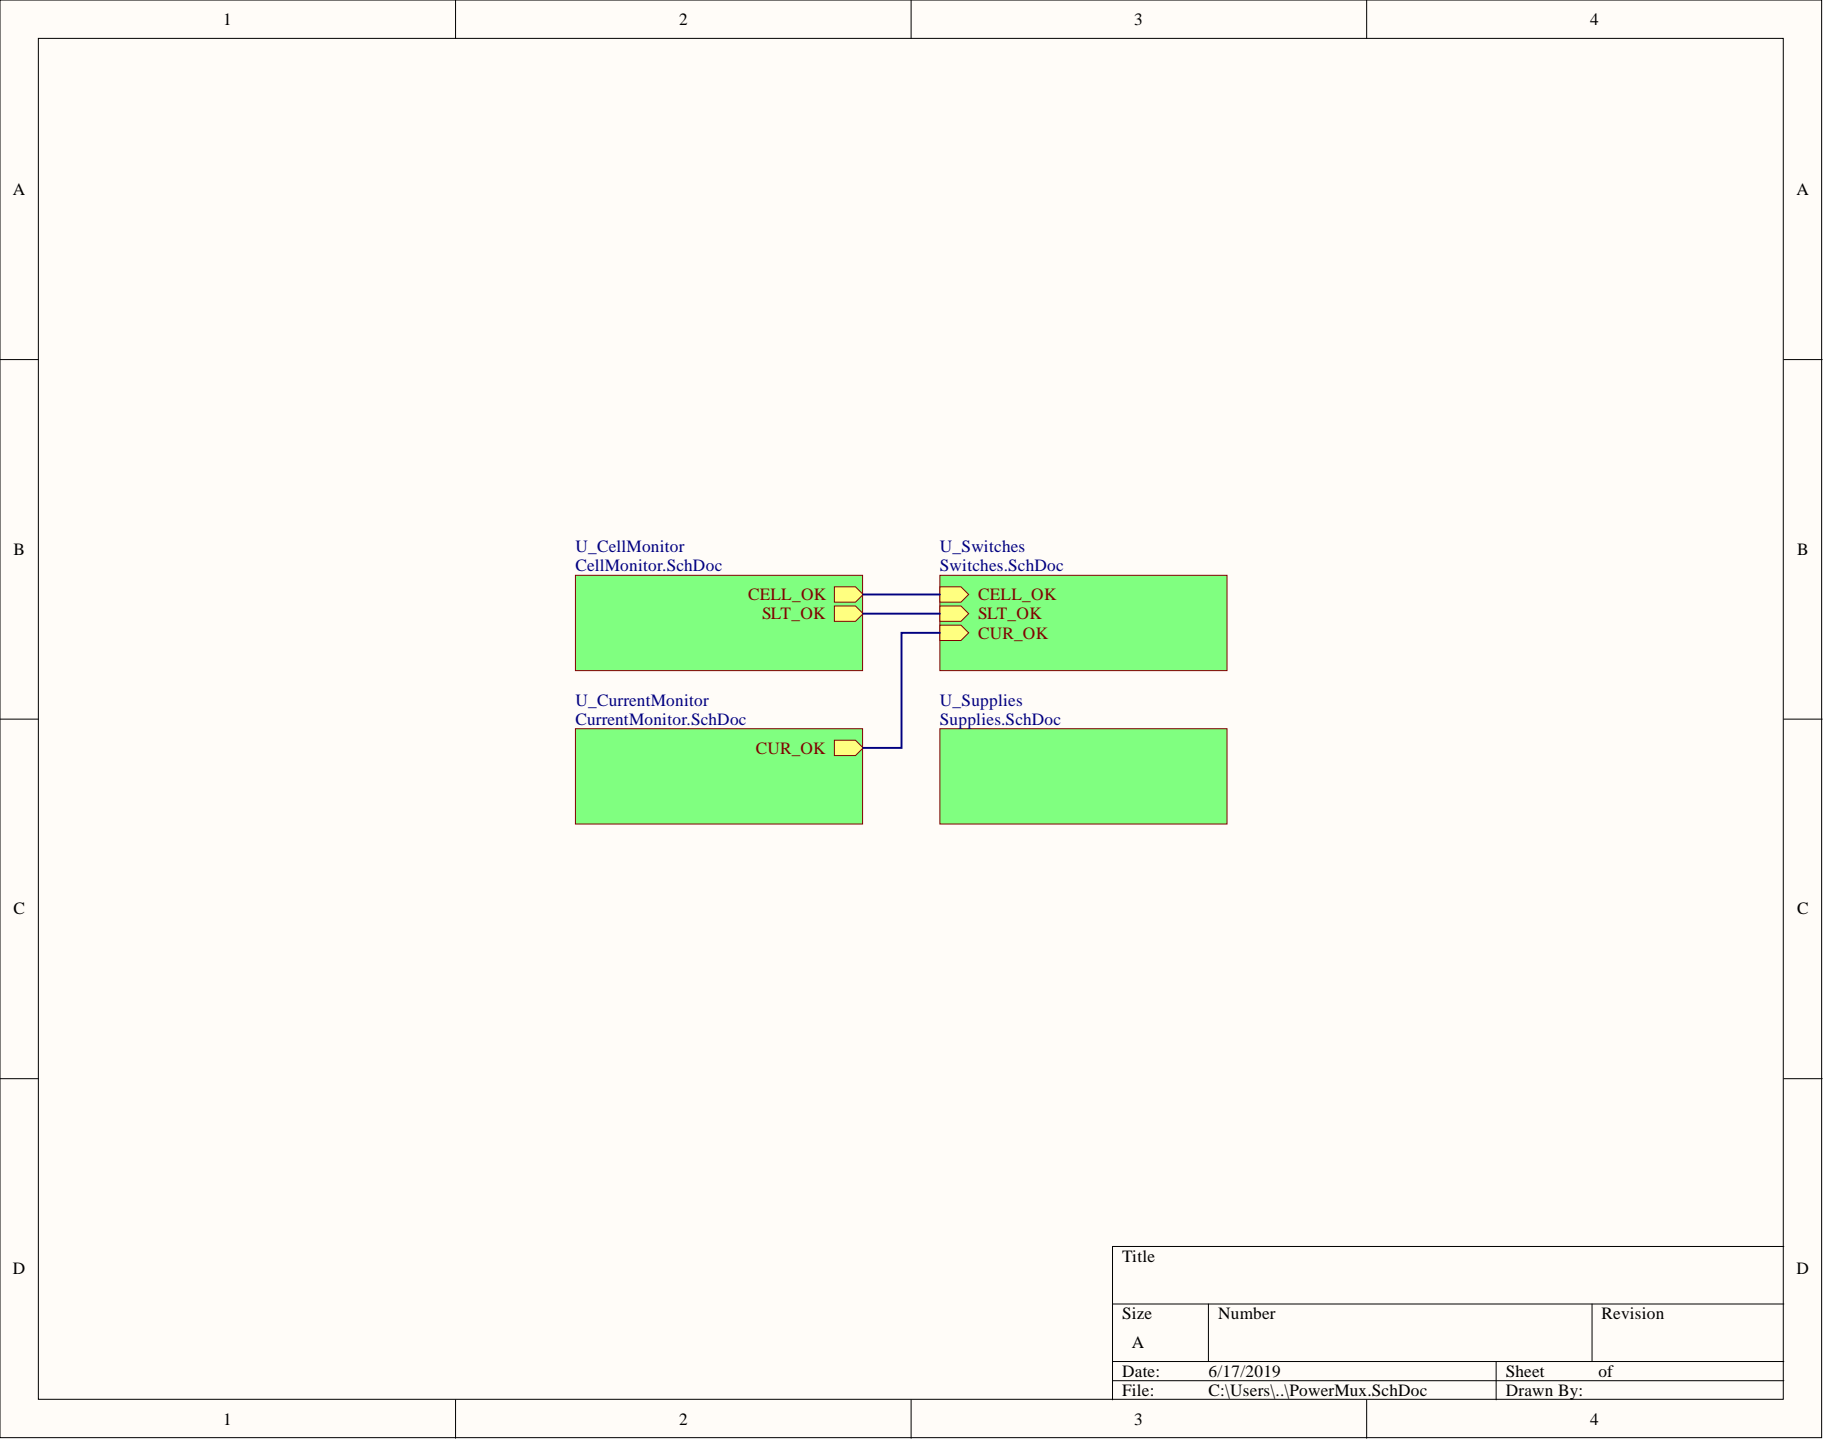 1 2 3 4
A A
B B
U_CellMonitor
CellMonitor.SchDoc
CELL_OK
SLT_OK
U_Switches
Switches.SchDoc
CELL_OK
SLT_OK
CUR_OK
U_CurrentMonitor
CurrentMonitor.SchDoc
CUR_OK
U_Supplies
Supplies.SchDoc
C C
D D
Title
Size Number Revision
A
Date: 6/17/2019 Sheet of
File: C:\Users\..\PowerMux.SchDoc Drawn By:
1 2 3 4